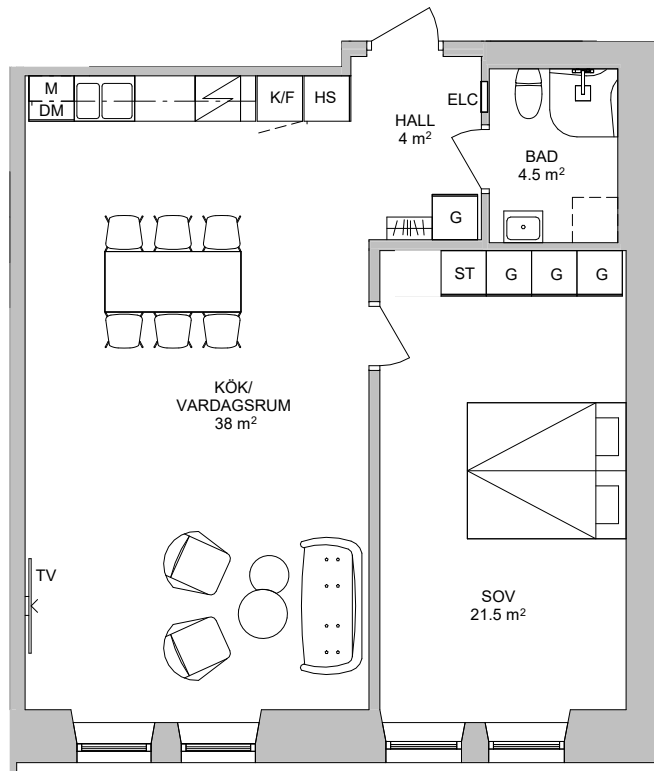 M
DM
K/F
HS
ELC
HALL
4 m²
BAD
4.5 m²
G
ST
G
G
G
KÖK/
VARDAGSRUM
38 m²
TV
SOV
21.5 m²